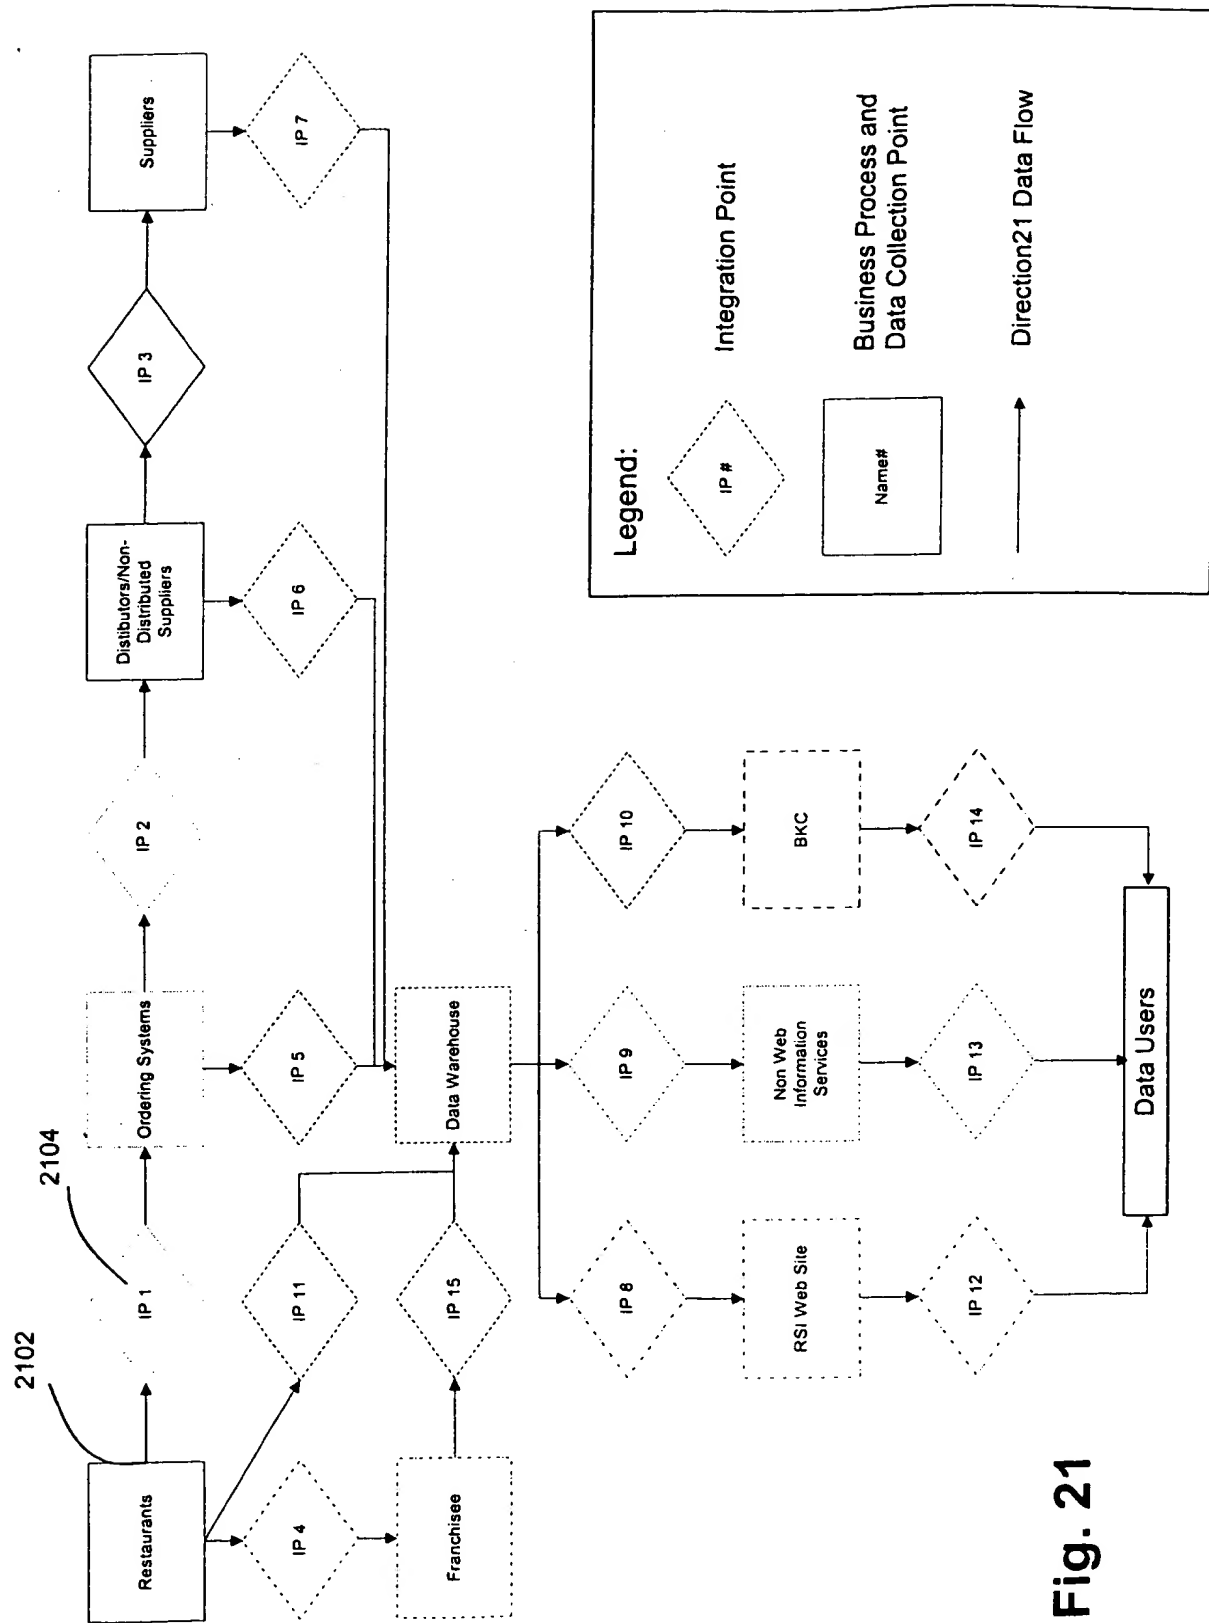 2102
2104
Restaurants
IP 1
Ordering Systems
IP 2
Distibutors/Non-
Distributed
Suppliers
IP 3
Suppliers
IP 4
IP 11
IP 5
IP 6
IP 7
Franchisee
IP 15
Data Warehouse
IP 8
IP 9
IP 10
RSI Web Site
Non Web
Information
Services
BKC
IP 12
IP 13
IP 14
Data Users
Legend:
IP #
Integration Point
Name#
Business Process and
Data Collection Point
Direction21 Data Flow
Fig. 21